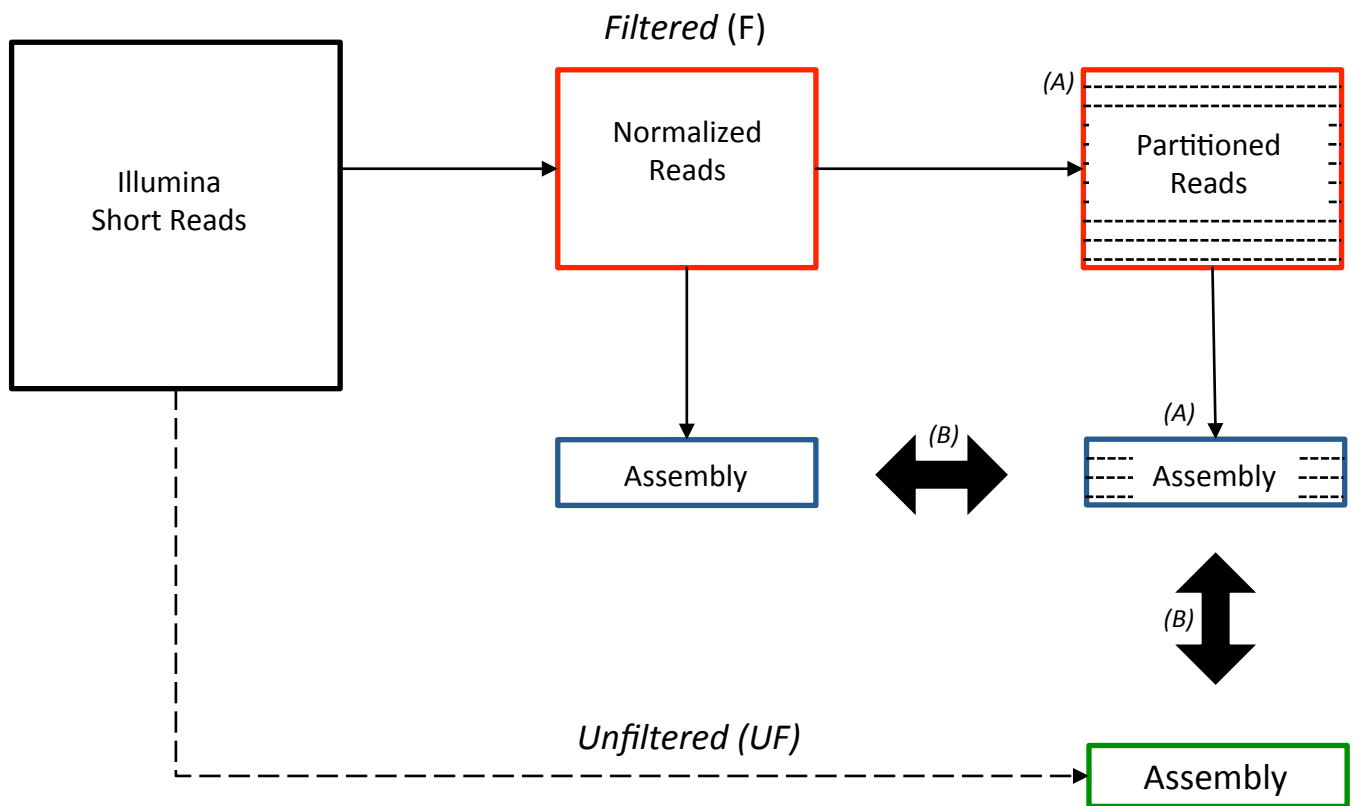 Filtered (F)
Illumina
Short Reads
Normalized
Reads
(A)
Partitioned
Reads
Assembly
(B)
(A)
Assembly
(B)
Unfiltered (UF)
Assembly